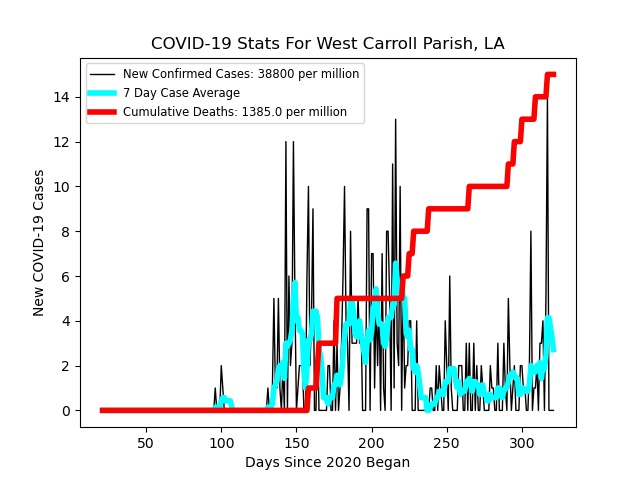 COVID-19 Stats For West Carroll Parish, LA
New Confirmed Cases: 38800 per million
7 Day Case Average
Cumulative Deaths: 1385.0 per million
New COVID-19 Cases
14
12
10
8
6
4
2
0
50 100 150 200 250 300
Days Since 2020 Began